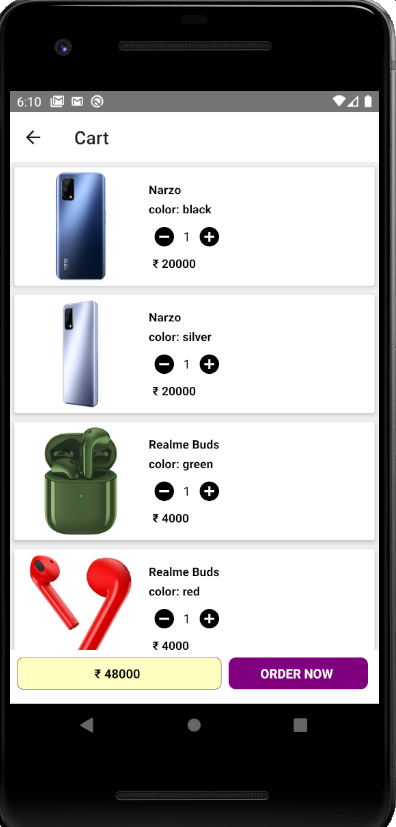 6:10
Cart
Narzo
color: black
1
₹ 20000
Narzo
color: silver
1
₹ 20000
Realme Buds
color: green
1
₹ 4000
Realme Buds
color: red
1
₹ 4000
₹ 48000
ORDER NOW